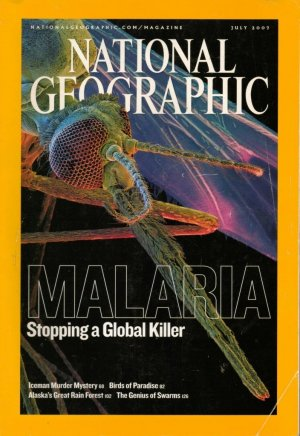 NATIONALGEOGRAPHIC.COM/MAGAZINE JULY 2007
NATIONAL
GEOGRAPHIC
MALARIA
Stopping a Global Killer
Iceman Murder Mystery 68 Birds of Paradise 82
Alaska's Great Rain Forest 102 The Genius of Swarms 126